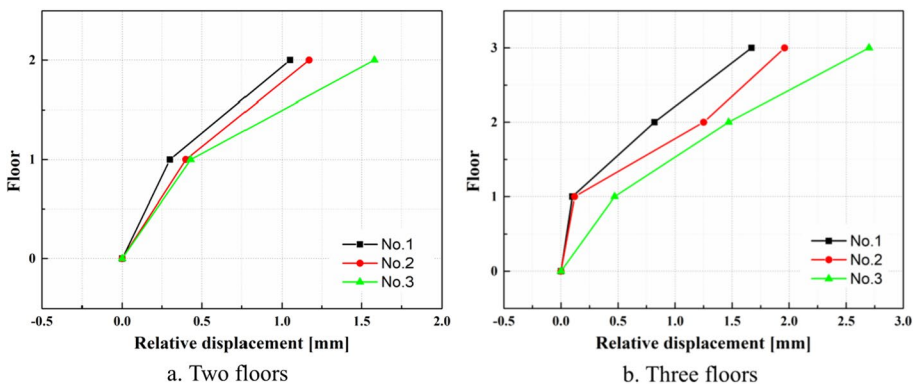 2
1
0
Floor
No.1
No.2
No.3
-0.5 0.0 0.5 1.0 1.5 2.0
Relative displacement [mm]
a. Two floors
3
2
1
0
Floor
No.1
No.2
No.3
-0.5 0.0 0.5 1.0 1.5 2.0 2.5 3.0
Relative displacement [mm]
b. Three floors